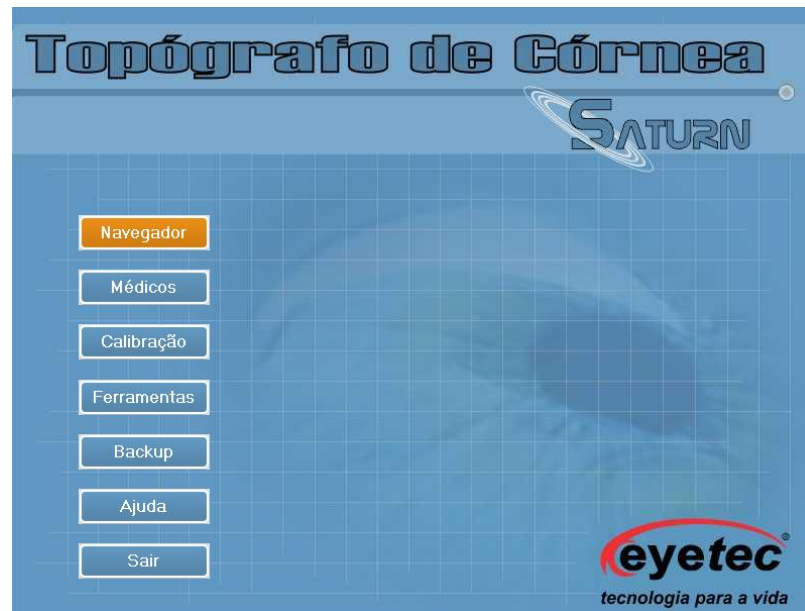 Topógrafo de Córnea
SATURN
Navegador
Médicos
Calibração
Ferramentas
Backup
Ajuda
Sair
eyetec®
tecnologia para a vida